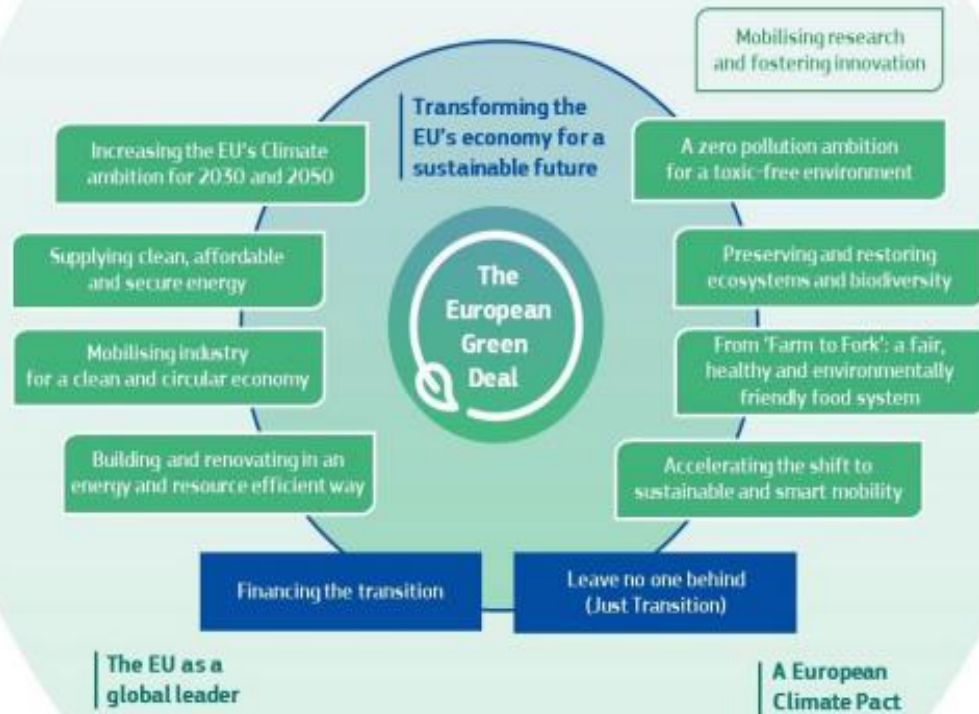 Mobilising research
and fostering innovation
Transforming the
EU's economy for a
sustainable future
Increasing the EU's Climate
ambition for 2030 and 2050
A zero pollution ambition
for a toxic-free environment
Supplying clean, affordable
and secure energy
The
European
Green
Deal
Preserving and restoring
ecosystems and biodiversity
Mobilising industry
for a clean and circular economy
From 'Farm to Fork': a fair,
healthy and environmentally
friendly food system
Building and renovating in an
energy and resource efficient way
Accelerating the shift to
sustainable and smart mobility
Financing the transition
Leave no one behind
(Just Transition)
The EU as a
global leader
A European
Climate Pact